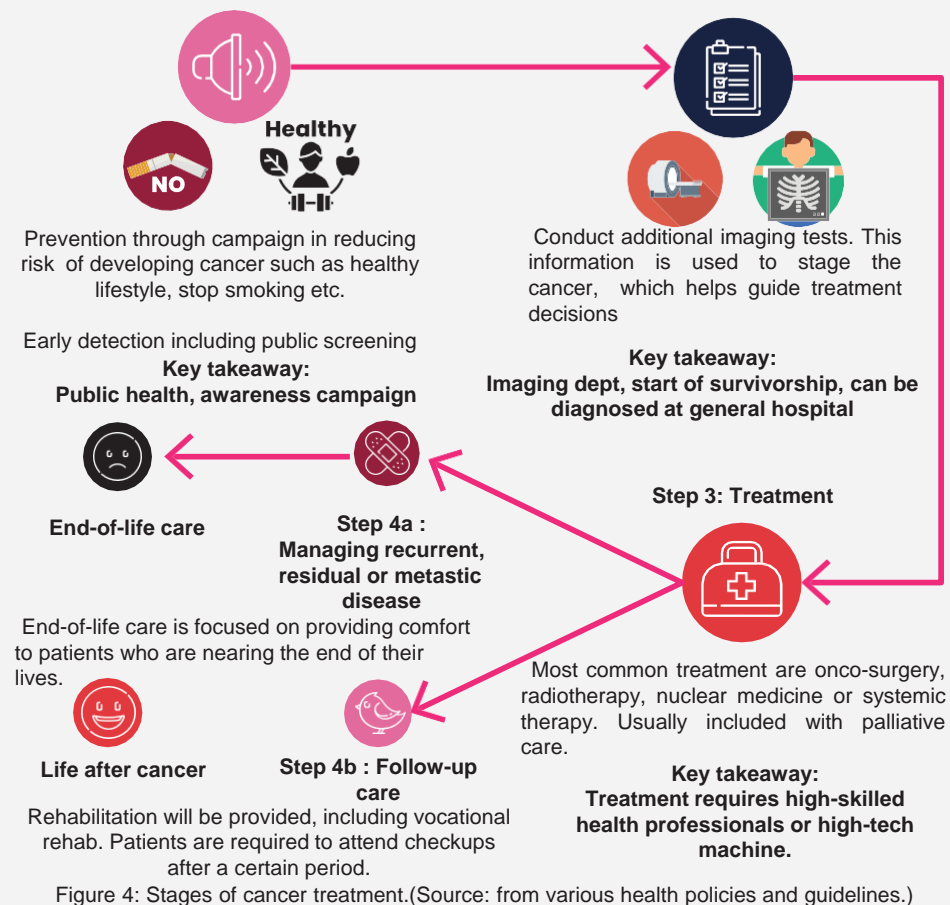 Healthy
NO
Prevention through campaign in reducing
risk of developing cancer such as healthy
lifestyle, stop smoking etc.
Early detection including public screening
Key takeaway:
Public health, awareness campaign
Conduct additional imaging tests. This
information is used to stage the
cancer, which helps guide treatment
decisions
Key takeaway:
Imaging dept, start of survivorship, can be
diagnosed at general hospital
Step 3: Treatment
Most common treatment are onco-surgery,
radiotherapy, nuclear medicine or systemic
therapy. Usually included with palliative
care.
Key takeaway:
Treatment requires high-skilled
health professionals or high-tech
machine.
Step 4a :
Managing recurrent,
residual or metastic
disease
End-of-life care
End-of-life care is focused on providing comfort
to patients who are nearing the end of their
lives.
Step 4b : Follow-up
care
Life after cancer
Rehabilitation will be provided, including vocational
rehab. Patients are required to attend checkups
after a certain period.
Figure 4: Stages of cancer treatment.(Source: from various health policies and guidelines.)